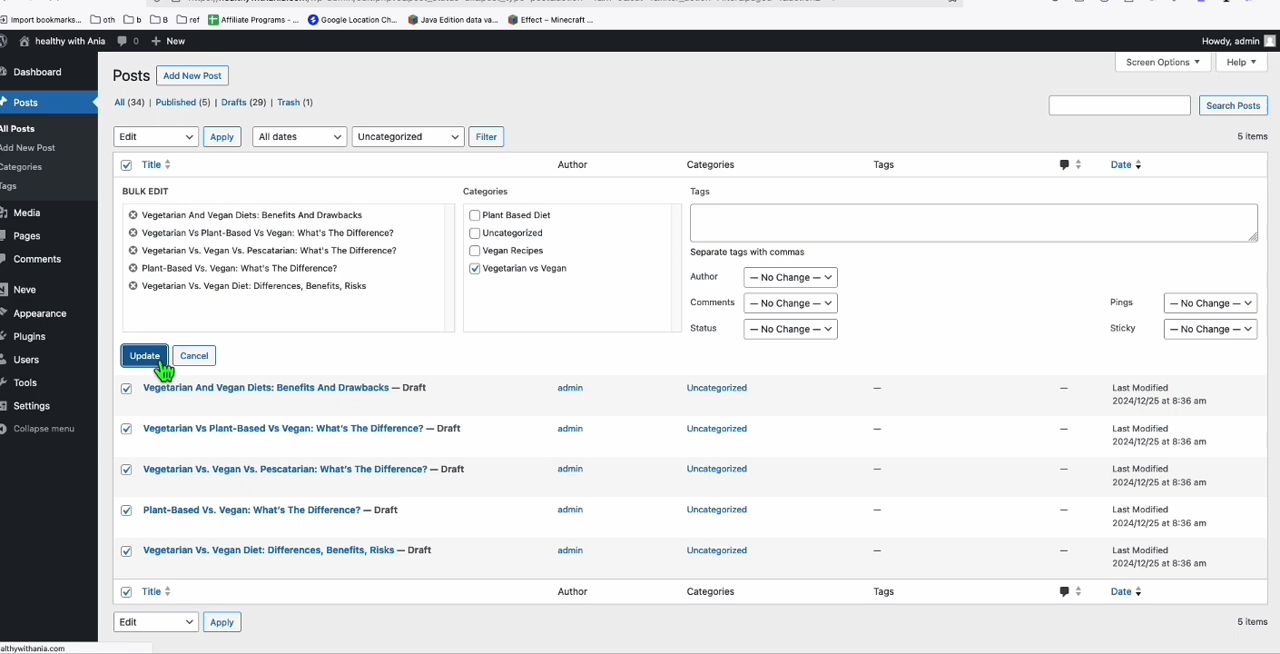 Import bookmarks... oth b B ref Affiliate Programs - ... Google Location Ch... Java Edition data va... Effect – Minecraft ...
healthy with Ania 0 + New Howdy, admin
Dashboard
Posts
All Posts
Add New Post
Categories
Tags
Media
Pages
Comments
Neve
Appearance
Plugins
Users
Tools
Settings
Collapse menu
Screen Options ▼ Help ▼
Posts Add New Post
All (34) | Published (5) | Drafts (29) | Trash (1)
Search Posts
Edit Apply All dates Uncategorized Filter 5 items
Title Author Categories Tags Date
BULK EDIT Categories Tags
Vegetarian And Vegan Diets: Benefits And Drawbacks
Vegetarian Vs Plant-Based Vs Vegan: What's The Difference?
Vegetarian Vs. Vegan Vs. Pescatarian: What's The Difference?
Plant-Based Vs. Vegan: What's The Difference?
Vegetarian Vs. Vegan Diet: Differences, Benefits, Risks
Plant Based Diet
Uncategorized
Vegan Recipes
Vegetarian vs Vegan
Separate tags with commas
Author — No Change —
Comments — No Change — Pings — No Change —
Status — No Change — Sticky — No Change —
Update Cancel
Vegetarian And Vegan Diets: Benefits And Drawbacks — Draft admin Uncategorized — — Last Modified
2024/12/25 at 8:36 am
Vegetarian Vs Plant-Based Vs Vegan: What's The Difference? — Draft admin Uncategorized — — Last Modified
2024/12/25 at 8:36 am
Vegetarian Vs. Vegan Vs. Pescatarian: What's The Difference? — Draft admin Uncategorized — — Last Modified
2024/12/25 at 8:36 am
Plant-Based Vs. Vegan: What's The Difference? — Draft admin Uncategorized — — Last Modified
2024/12/25 at 8:36 am
Vegetarian Vs. Vegan Diet: Differences, Benefits, Risks — Draft admin Uncategorized — — Last Modified
2024/12/25 at 8:36 am
Title Author Categories Tags Date
Edit Apply 5 items
althywithania.com